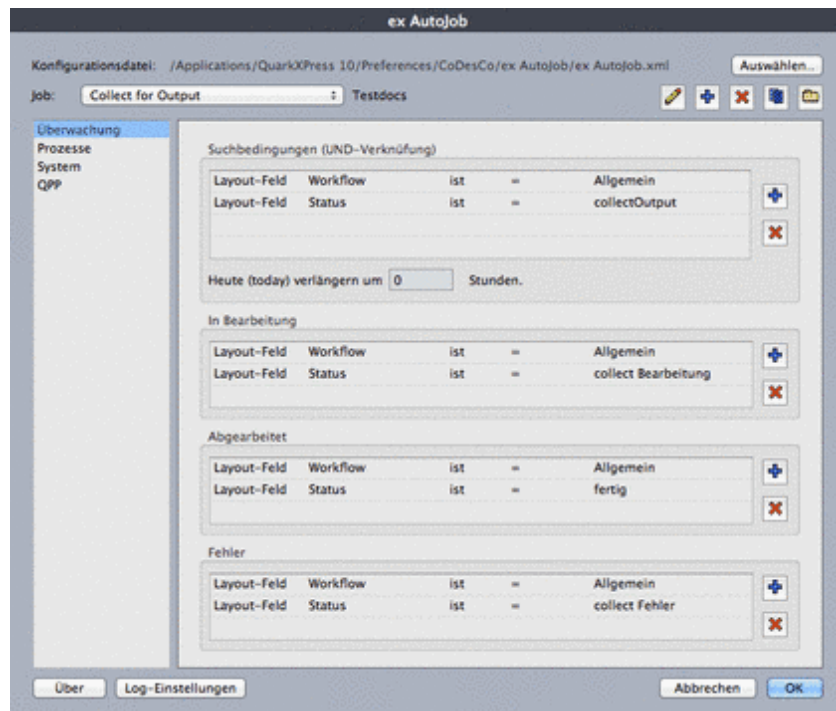 ex AutoJob
Konfigurationsdatei: /Applications/QuarkXPress 10/Preferences/CoDesCo/ex AutoJob/ex AutoJob.xml Auswählen...
Job: Collect for Output Testdocs
Überwachung
Prozesse
System
QPP
Suchbedingungen (UND-Verknüfung)
Layout-Feld Workflow ist = Allgemein
Layout-Feld Status ist = collectOutput
Heute (today) verlängern um 0 Stunden.
In Bearbeitung
Layout-Feld Workflow ist = Allgemein
Layout-Feld Status ist = collect Bearbeitung
Abgearbeitet
Layout-Feld Workflow ist = Allgemein
Layout-Feld Status ist = fertig
Fehler
Layout-Feld Workflow ist = Allgemein
Layout-Feld Status ist = collect Fehler
Über Log-Einstellungen Abbrechen OK